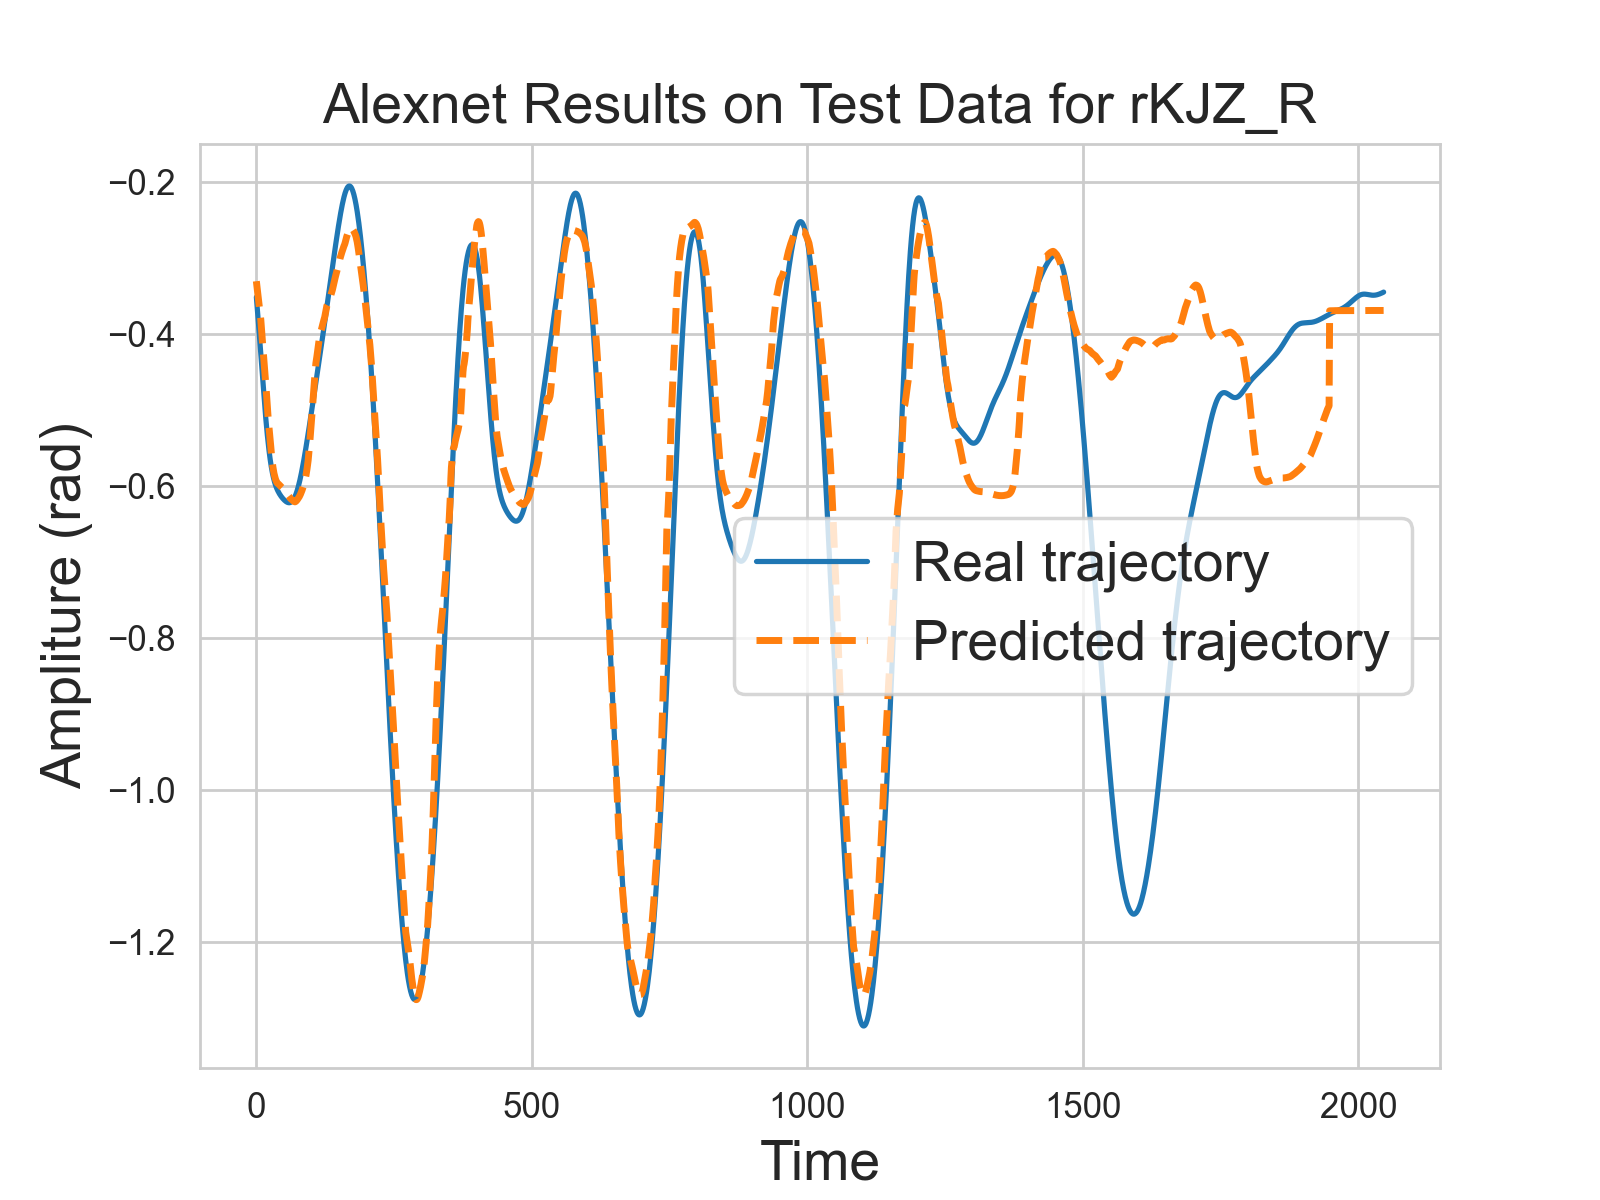 Alexnet Results on Test Data for rKJZ_R
−0.2
−0.4
−0.6
−0.8
−1.0
−1.2
Ampliture (rad)
Real trajectory
Predicted trajectory
0 500 1000 1500 2000
Time